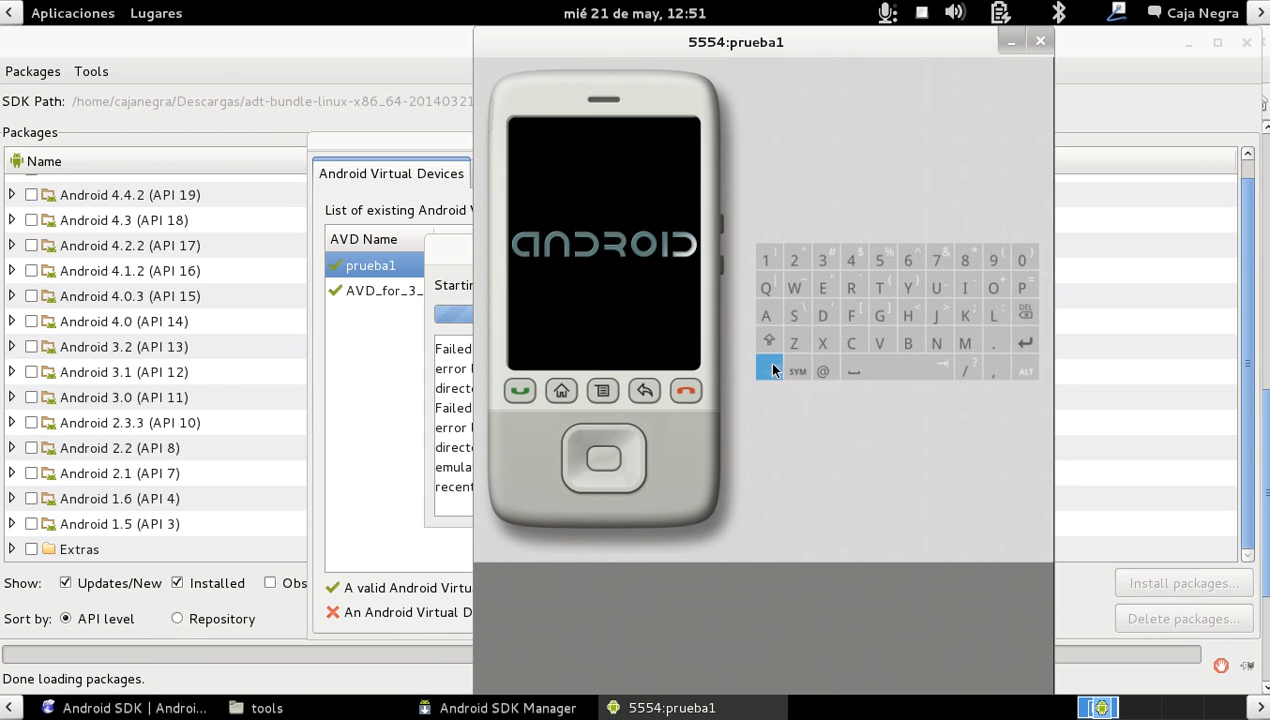 Aplicaciones Lugares mié 21 de may, 12:51 Caja Negra
5554:prueba1
Packages Tools
SDK Path: /home/cajanegra/Descargas/adt-bundle-linux-x86_64-20140321
Packages
Name
Android 4.4.2 (API 19)
Android 4.3 (API 18)
Android 4.2.2 (API 17)
Android 4.1.2 (API 16)
Android 4.0.3 (API 15)
Android 4.0 (API 14)
Android 3.2 (API 13)
Android 3.1 (API 12)
Android 3.0 (API 11)
Android 2.3.3 (API 10)
Android 2.2 (API 8)
Android 2.1 (API 7)
Android 1.6 (API 4)
Android 1.5 (API 3)
Extras
Show: Updates/New Installed Obs
Sort by: API level Repository
Done loading packages.
Android Virtual Devices
List of existing Android V
AVD Name
prueba1
AVD_for_3_
A valid Android Virtu
An Android Virtual D
Startin
Failed
error l
directo
Failed
error l
directo
emula
recent
ANDROID
1 ! 2 @ 3 # 4 $ 5 % 6 ^ 7 & 8 * 9 ( 0 )
Q W E R T Y U I O P
A S D F G H J K L DEL
Z X C V B N M .
SYM @ / ? , ALT
Install packages...
Delete packages...
Android SDK | Androi... tools Android SDK Manager 5554:prueba1